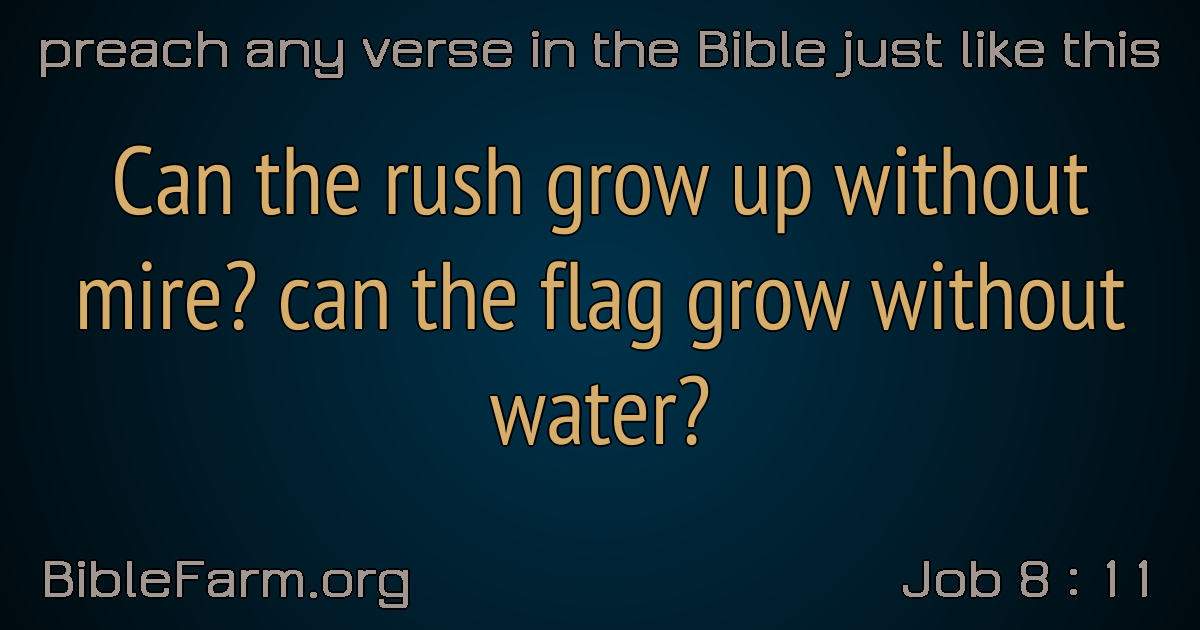 preach any verse in the Bible just like this
Can the rush grow up without
mire? can the flag grow without
water?
BibleFarm.org
Job 8 : 11